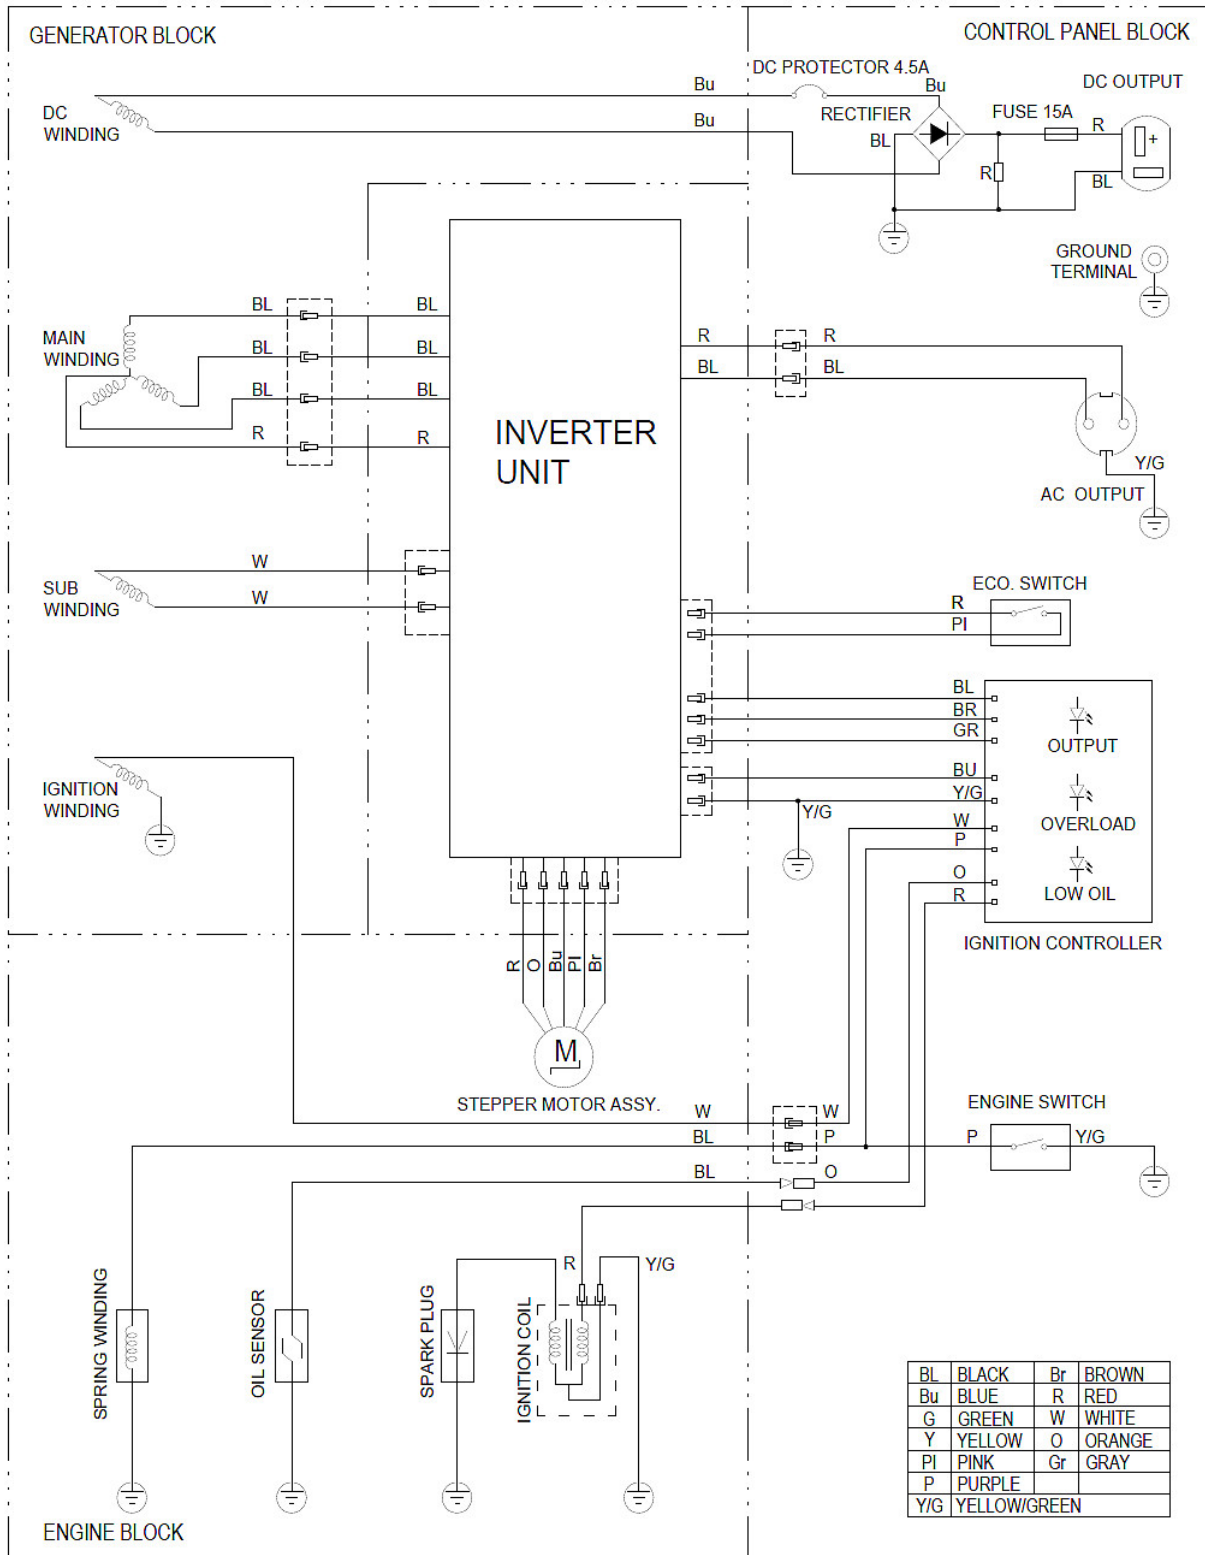 GENERATOR BLOCK
CONTROL PANEL BLOCK
DC PROTECTOR 4.5A
DC OUTPUT
Bu
Bu
RECTIFIER
FUSE 15A
DC
WINDING
Bu
BL
R
+
R
BL
GROUND
TERMINAL
BL
BL
MAIN
WINDING
BL
BL
BL
BL
R
R
R
R
BL
BL
INVERTER
UNIT
Y/G
AC OUTPUT
SUB
WINDING
W
W
ECO. SWITCH
R
PI
BL
BR
GR
OUTPUT
BU
Y/G
Y/G
OVERLOAD
W
P
O
R
LOW OIL
IGNITION CONTROLLER
IGNITION
WINDING
R
O
Bu
PI
Br
M
STEPPER MOTOR ASSY.
W
W
BL
P
BL
O
ENGINE SWITCH
P
Y/G
R
Y/G
SPRING WINDING
OIL SENSOR
SPARK PLUG
IGNITION COIL
BL BLACK Br BROWN
Bu BLUE R RED
G GREEN W WHITE
Y YELLOW O ORANGE
PI PINK Gr GRAY
P PURPLE
Y/G YELLOW/GREEN
ENGINE BLOCK